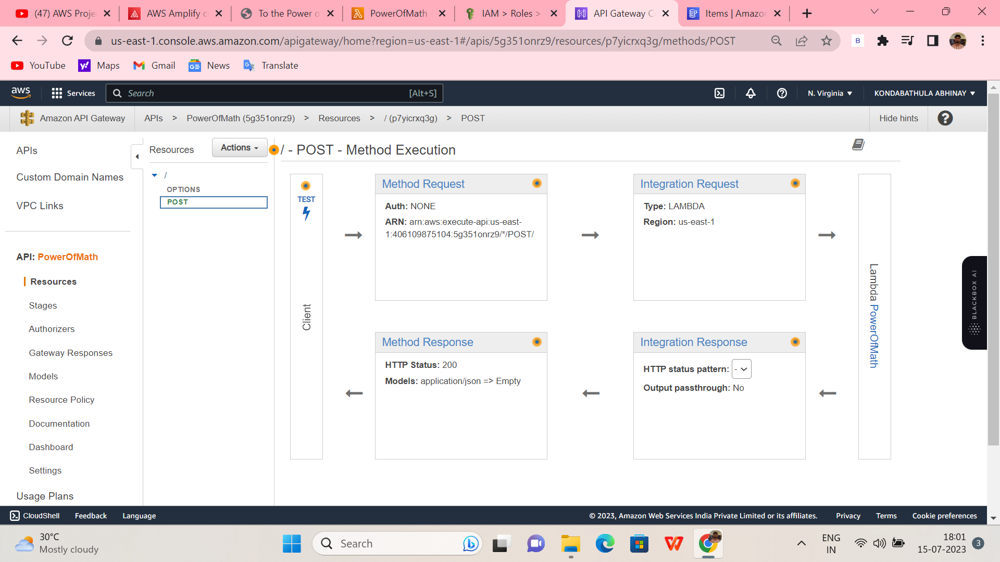 (47) AWS Proje
AWS Amplify c
To the Power o
PowerOfMath -
IAM > Roles >
API Gateway C
Items | Amazor
us-east-1.console.aws.amazon.com/apigateway/home?region=us-east-1#/apis/5g351onrz9/resources/p7yicrxq3g/methods/POST
B
YouTube
Maps
Gmail
News
Translate
aws
Services
Search
[Alt+S]
N. Virginia
KONDABATHULA ABHINAY
Amazon API Gateway
APIs > PowerOfMath (5g351onrz9) > Resources > / (p7yicrxq3g) > POST
Hide hints
?
APIs
Custom Domain Names
VPC Links
API: PowerOfMath
Resources
Stages
Authorizers
Gateway Responses
Models
Resource Policy
Documentation
Dashboard
Settings
Usage Plans
Resources
Actions
/
OPTIONS
POST
/ - POST - Method Execution
TEST
Client
Method Request
Auth: NONE
ARN: arn:aws:execute-api:us-east-
1:406109875104:5g351onrz9/*/POST/
Integration Request
Type: LAMBDA
Region: us-east-1
Lambda PowerOfMath
Method Response
HTTP Status: 200
Models: application/json => Empty
Integration Response
HTTP status pattern: -
Output passthrough: No
BLACKBOX AI
CloudShell
Feedback
Language
© 2023, Amazon Web Services India Private Limited or its affiliates.
Privacy
Terms
Cookie preferences
30°C
Mostly cloudy
Search
ENG
IN
18:01
15-07-2023
3